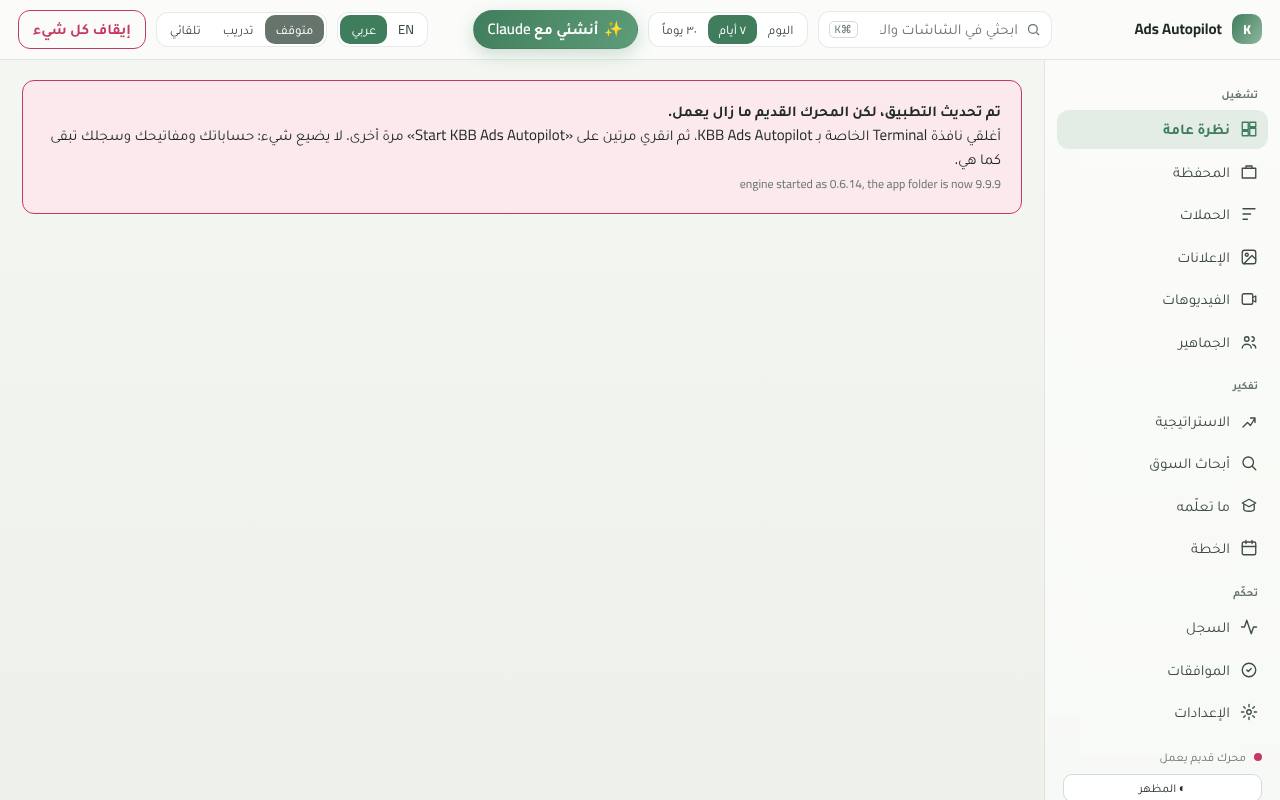 K
Ads Autopilot
ابحثي في الشاشات وال
⌘K
اليوم
٧ أيام
٣٠ يوماً
✨ أنشئي مع Claude
EN
عربي
متوقف
تدريب
تلقائي
إيقاف كل شيء
تشغيل
نظرة عامة
المحفظة
الحملات
الإعلانات
الفيديوهات
الجماهير
تفكير
الاستراتيجية
أبحاث السوق
ما تعلّمه
الخطة
تحكّم
السجل
الموافقات
الإعدادات
محرك قديم يعمل
المظهر
تم تحديث التطبيق، لكن المحرك القديم ما زال يعمل.
أغلقي نافذة Terminal الخاصة بـ KBB Ads Autopilot. ثم انقري مرتين على «Start KBB Ads Autopilot» مرة أخرى. لا يضيع شيء: حساباتك ومفاتيحك وسجلك تبقى
كما هي.
engine started as 0.6.14, the app folder is now 9.9.9